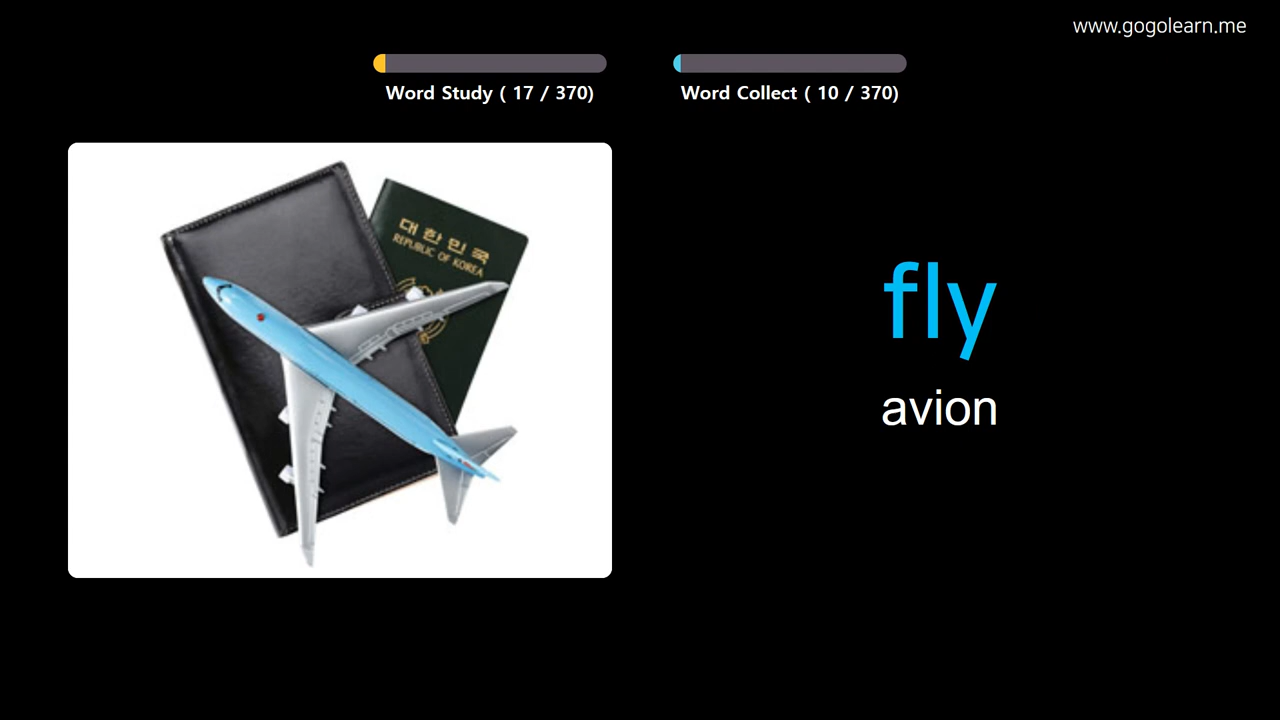 www.gogolearn.me
Word Study ( 17 / 370)
Word Collect ( 10 / 370)
대한민국
REPUBLIC OF KOREA
fly
avion